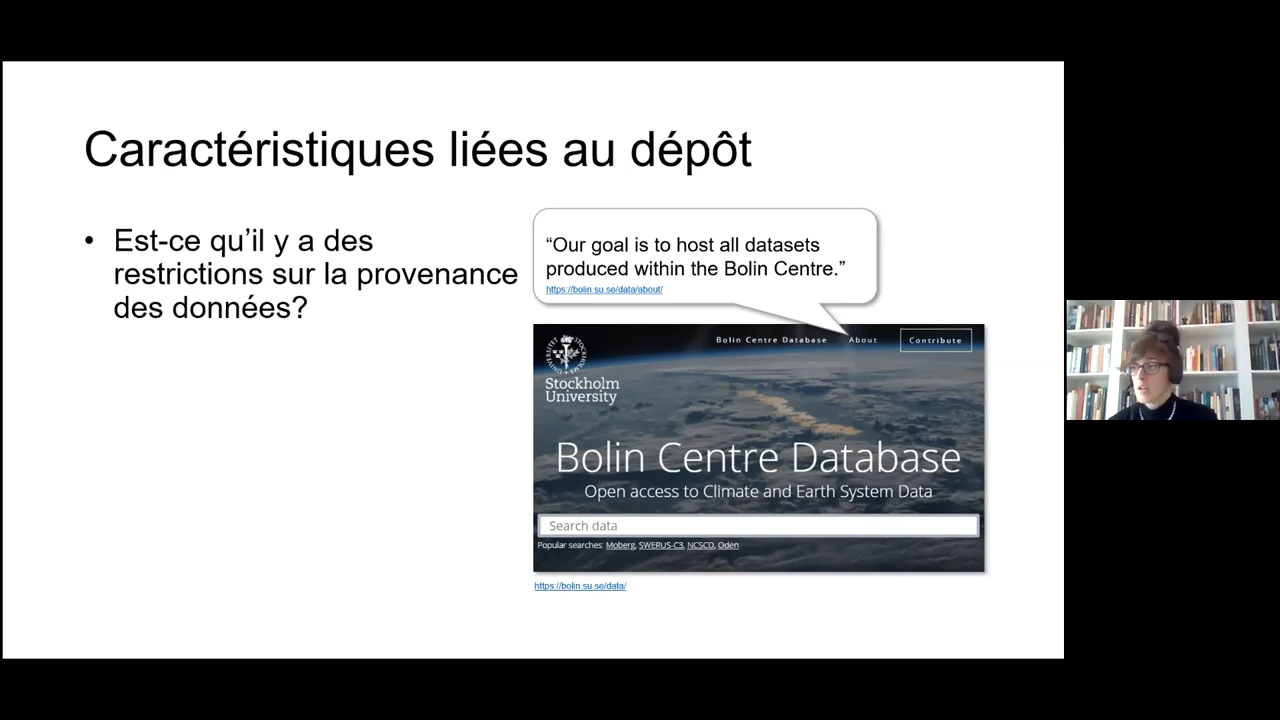 Caractéristiques liées au dépôt
• Est-ce qu’il y a des
restrictions sur la provenance
des données?
“Our goal is to host all datasets
produced within the Bolin Centre.”
https://bolin.su.se/data/about/
Bolin Centre Database About Contribute
Stockholm
University
Bolin Centre Database
Open access to Climate and Earth System Data
Search data
Popular searches: Moberg, SWERUS-C3, NCSCD, Oden
https://bolin.su.se/data/